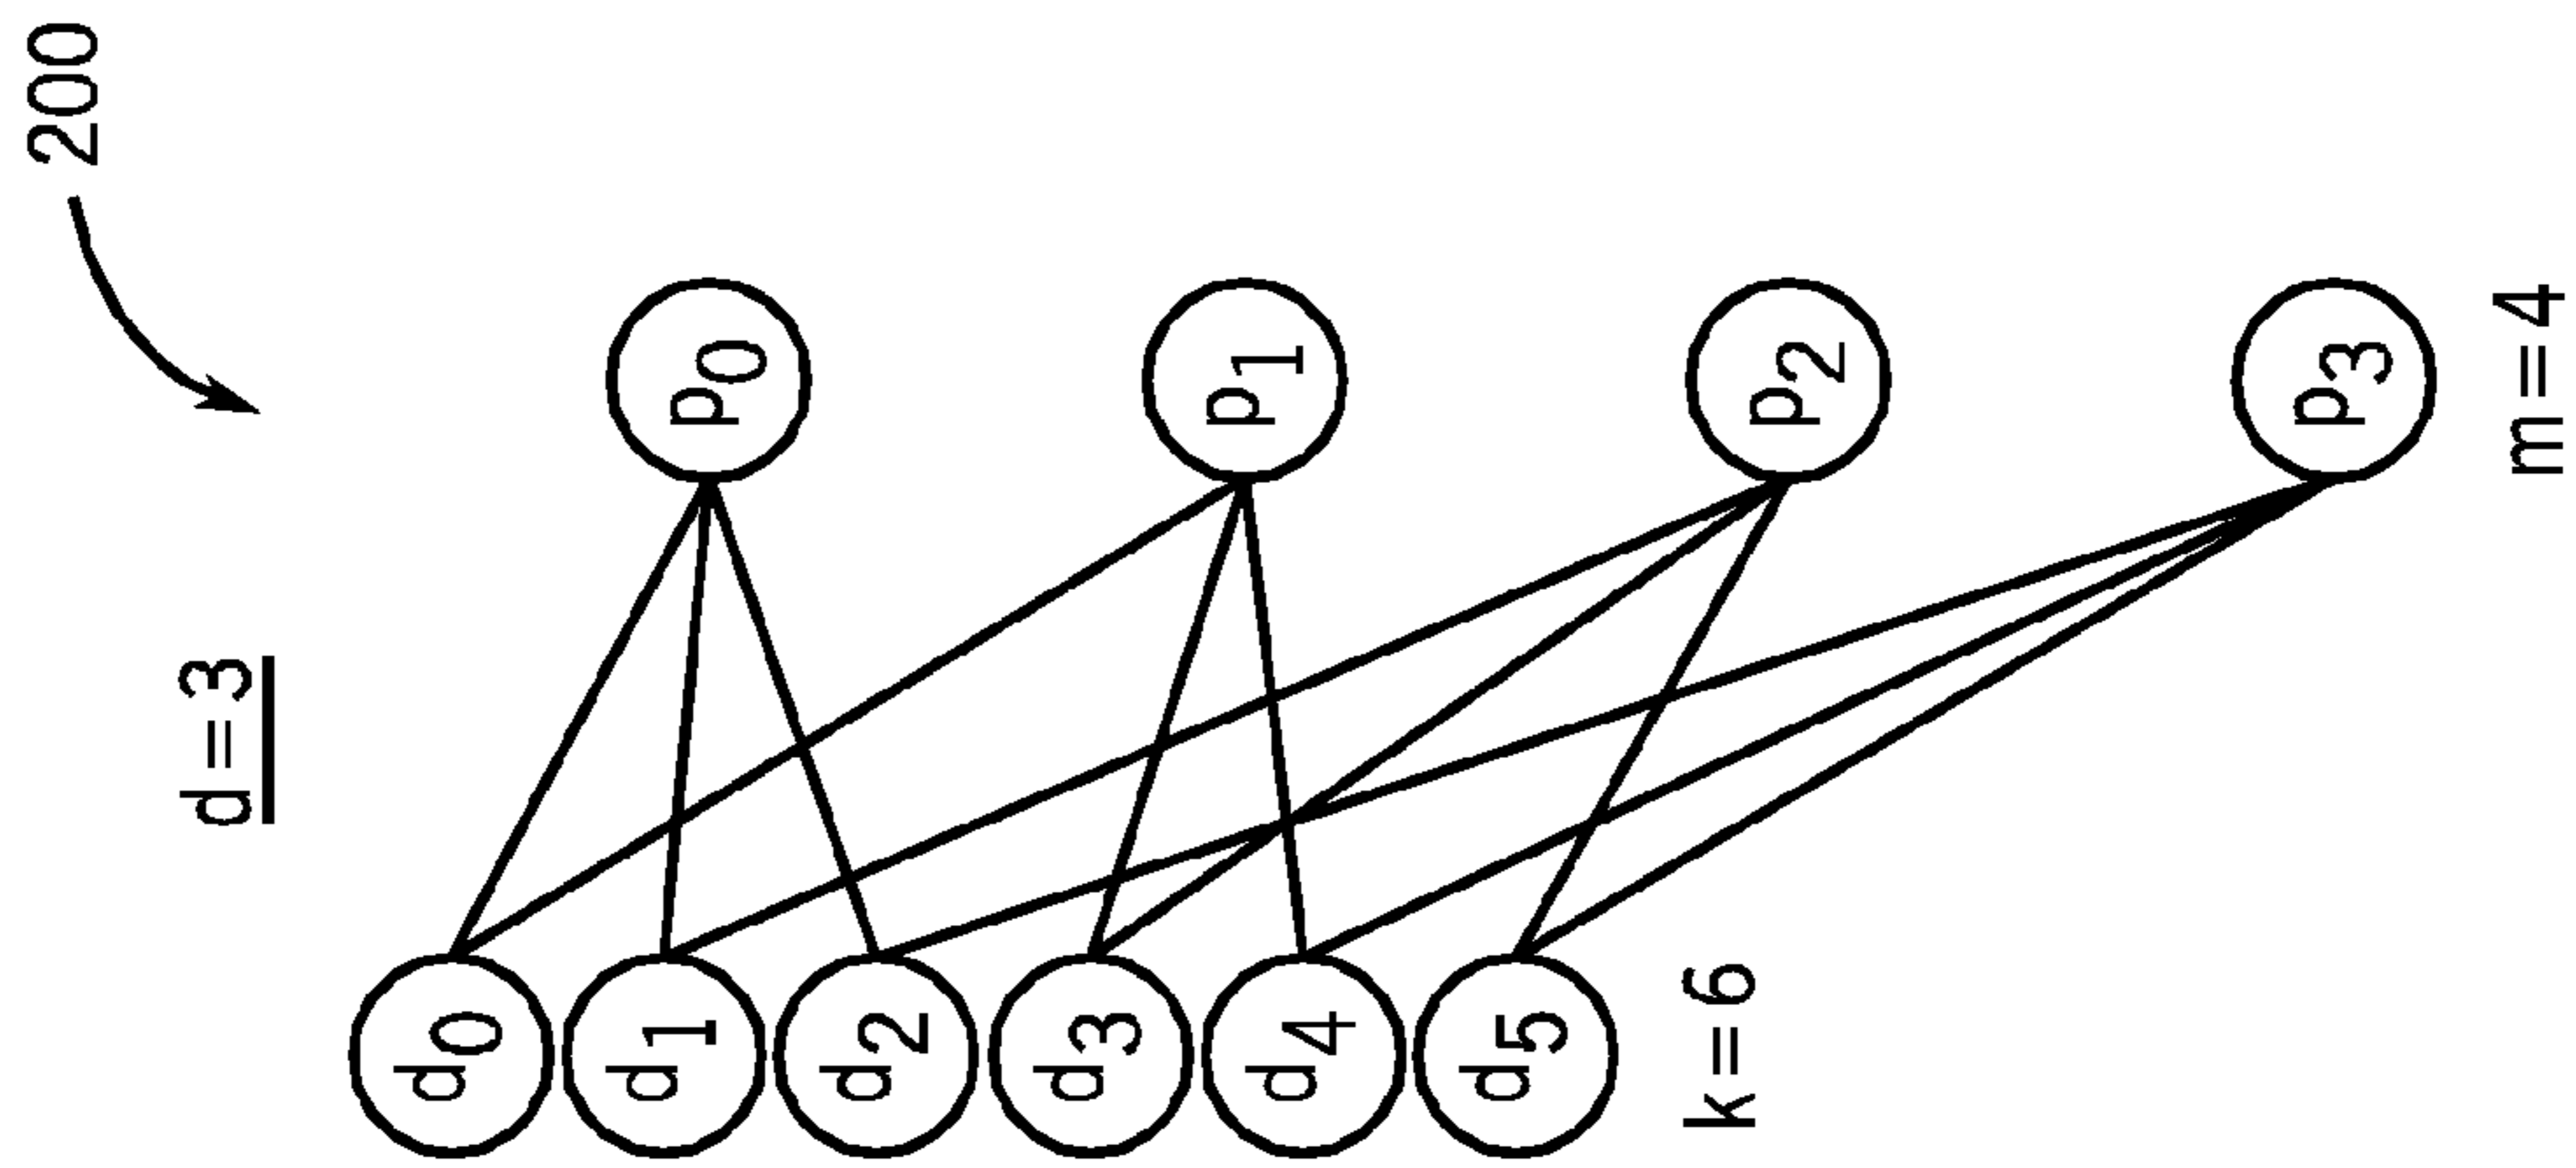 200
d = 3
d0
d1
d2
d3
d4
d5
k = 6
p0
p1
p2
p3
m = 4